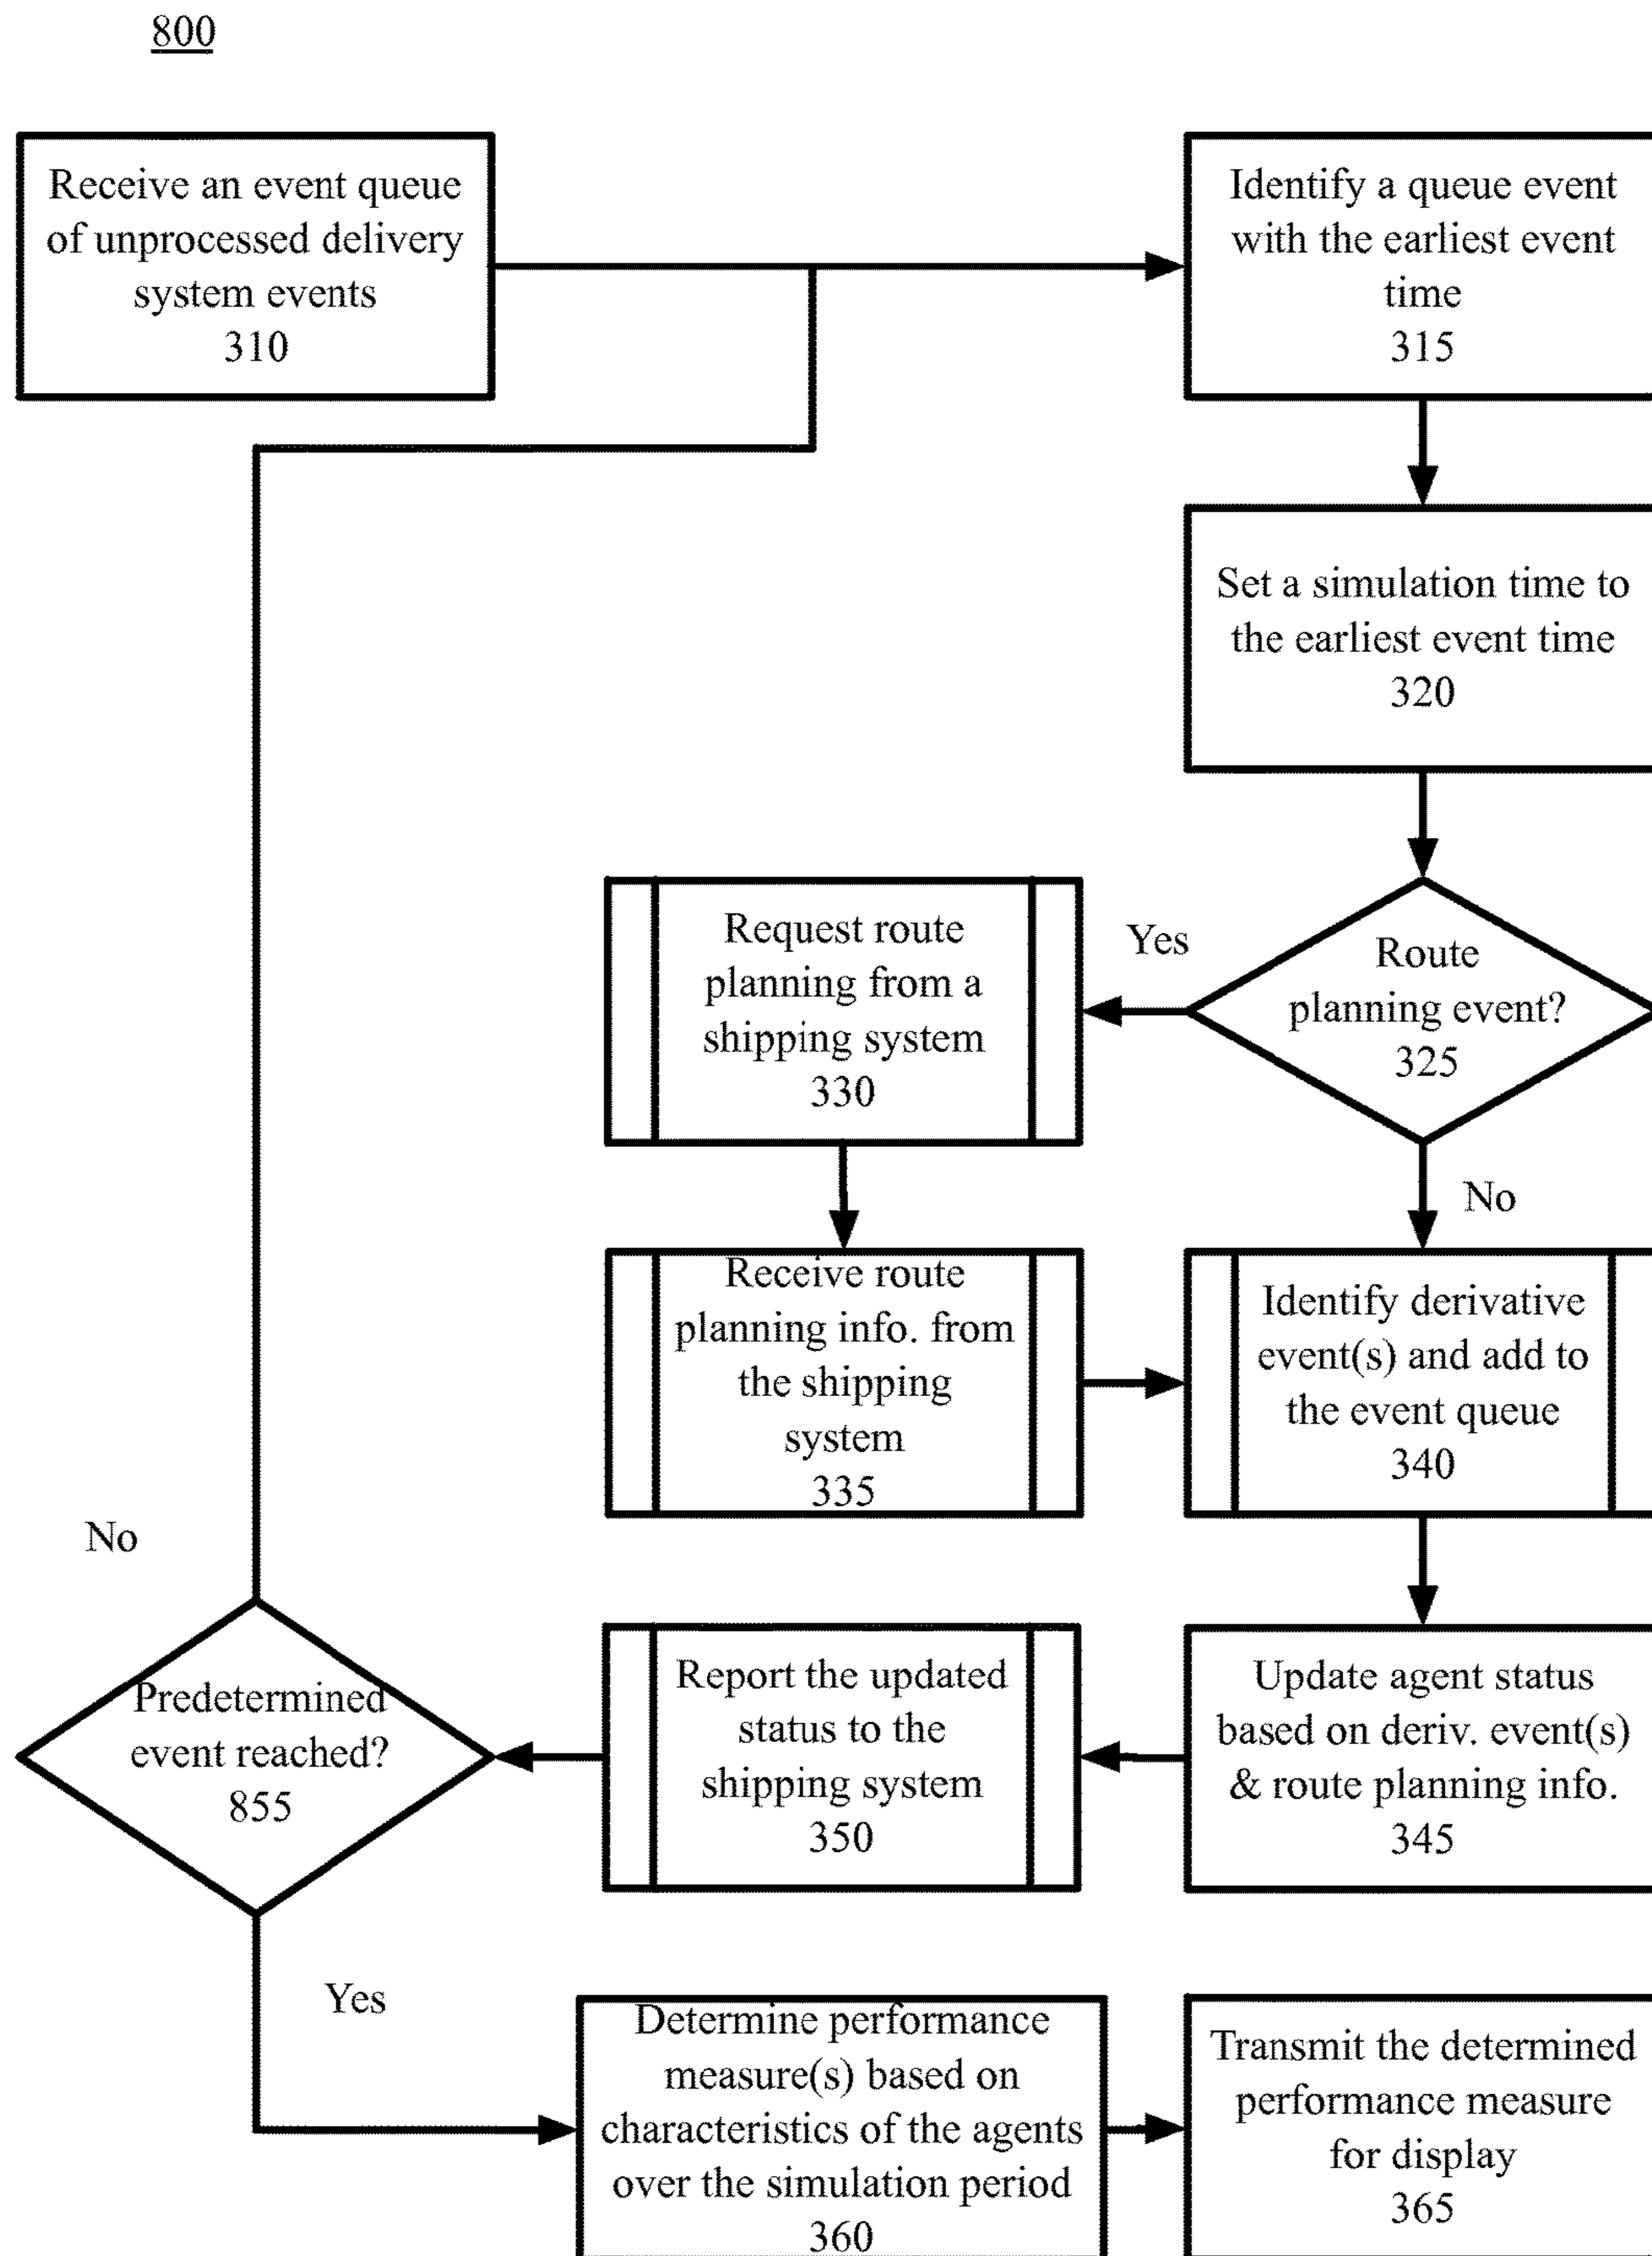 800
Receive an event queue
of unprocessed delivery
system events
310
Identify a queue event
with the earliest event
time
315
Set a simulation time to
the earliest event time
320
Route
planning event?
325
Yes
No
Request route
planning from a
shipping system
330
Receive route
planning info. from
the shipping
system
335
Identify derivative
event(s) and add to
the event queue
340
Update agent status
based on deriv. event(s)
& route planning info.
345
Report the updated
status to the
shipping system
350
Predetermined
event reached?
855
No
Yes
Determine performance
measure(s) based on
characteristics of the agents
over the simulation period
360
Transmit the determined
performance measure
for display
365